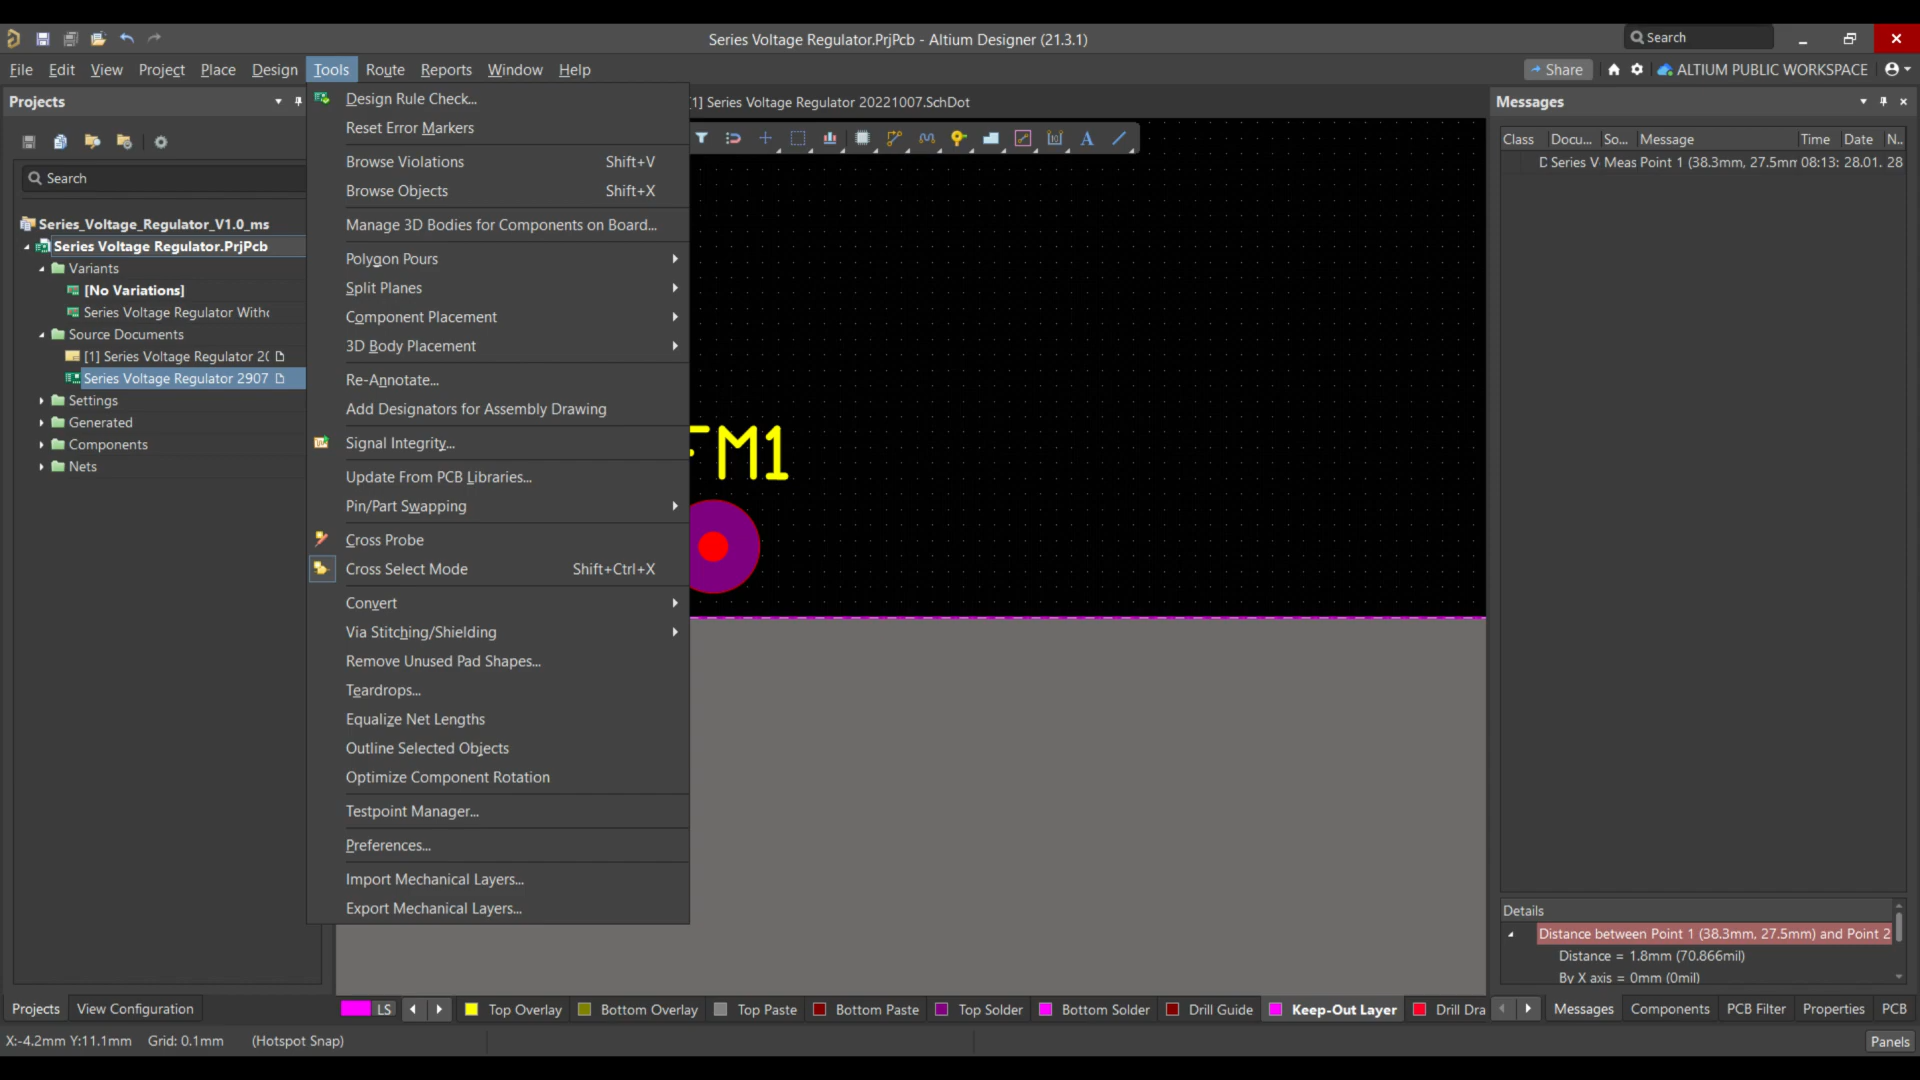 Series Voltage Regulator.PrjPcb - Altium Designer (21.3.1)
Search
File Edit View Project Place Design Tools Route Reports Window Help
Share
ALTIUM PUBLIC WORKSPACE
Projects
Search
Series_Voltage_Regulator_V1.0_ms
Series Voltage Regulator.PrjPcb
Variants
[No Variations]
Series Voltage Regulator Witho
Source Documents
[1] Series Voltage Regulator 20
Series Voltage Regulator 2907
Settings
Generated
Components
Nets
Design Rule Check...
Reset Error Markers
Browse Violations Shift+V
Browse Objects Shift+X
Manage 3D Bodies for Components on Board...
Polygon Pours
Split Planes
Component Placement
3D Body Placement
Re-Annotate...
Add Designators for Assembly Drawing
Signal Integrity...
Update From PCB Libraries...
Pin/Part Swapping
Cross Probe
Cross Select Mode Shift+Ctrl+X
Convert
Via Stitching/Shielding
Remove Unused Pad Shapes...
Teardrops...
Equalize Net Lengths
Outline Selected Objects
Optimize Component Rotation
Testpoint Manager...
Preferences...
Import Mechanical Layers...
Export Mechanical Layers...
[1] Series Voltage Regulator 20221007.SchDot
A
FM1
Messages
Class Docu... So... Message Time Date N..
Series V Meas Point 1 (38.3mm, 27.5mm 08:13: 28.01. 28
Details
Distance between Point 1 (38.3mm, 27.5mm) and Point 2
Distance = 1.8mm (70.866mil)
By X axis = 0mm (0mil)
Projects View Configuration
LS Top Overlay Bottom Overlay Top Paste Bottom Paste Top Solder Bottom Solder Drill Guide Keep-Out Layer Drill Dra
Messages Components PCB Filter Properties PCB
X:-4.2mm Y:11.1mm Grid: 0.1mm (Hotspot Snap)
Panels